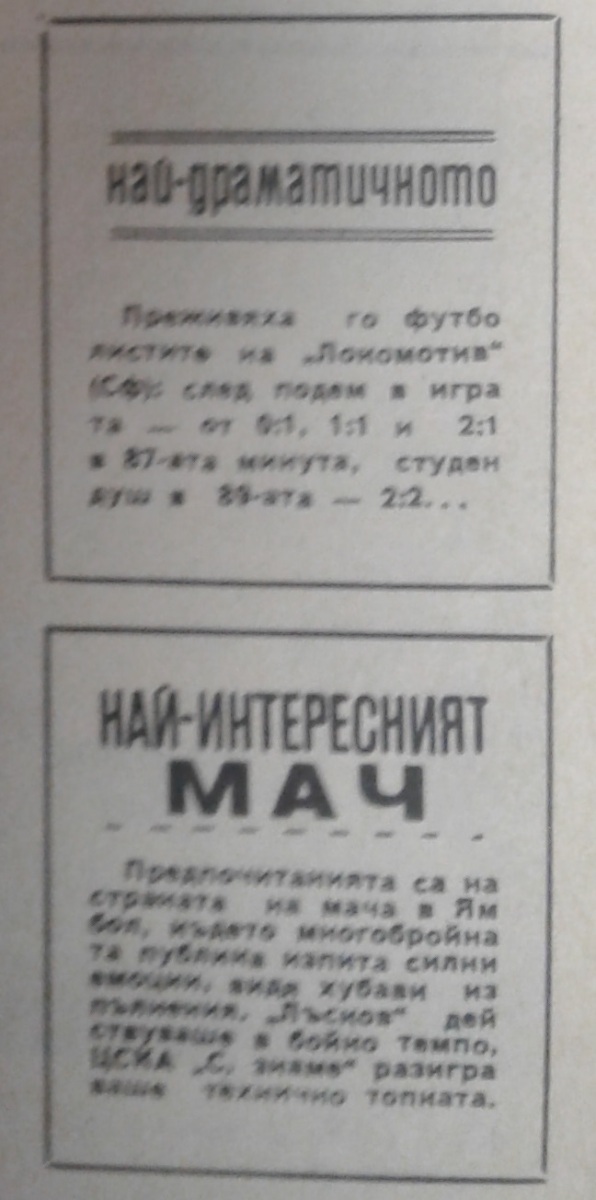 най-драматичното
Преживяха го футбо
листите на „Локомотив“
(Сф): след подем в игра
та — от 0:1, 1:1 и 2:1
в 87-ата минута, студен
душ в 89-ата — 2:2...
НАЙ-ИНТЕРЕСНИЯТ
МАЧ
Предпочитанията са на
страната на мача в Ям
бол, където многобройна
та публика изпита силни
емоции, видя хубави из
пълнения. „Лъсков“ дей
ствуваше в бойно темпо,
ЦСКА „С. знаме“ разигра
ваше технично топката.